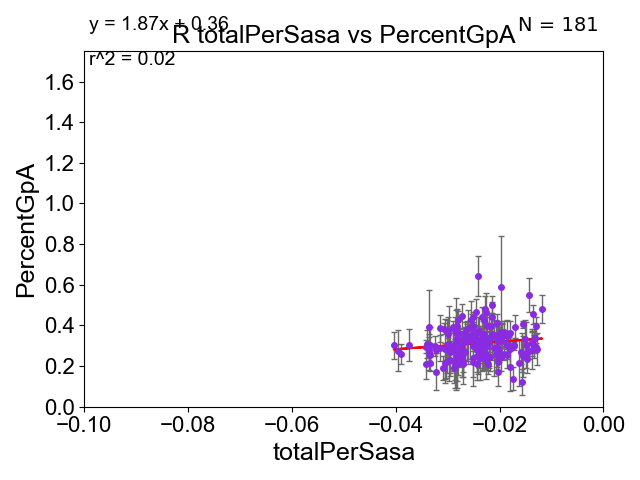 y = 1.87x + 0.36
N = 181
R totalPerSasa vs PercentGpA
r^2 = 0.02
1.6
1.4
1.2
1.0
0.8
0.6
0.4
0.2
0.0
PercentGpA
−0.10 −0.08 −0.06 −0.04 −0.02 0.00
totalPerSasa